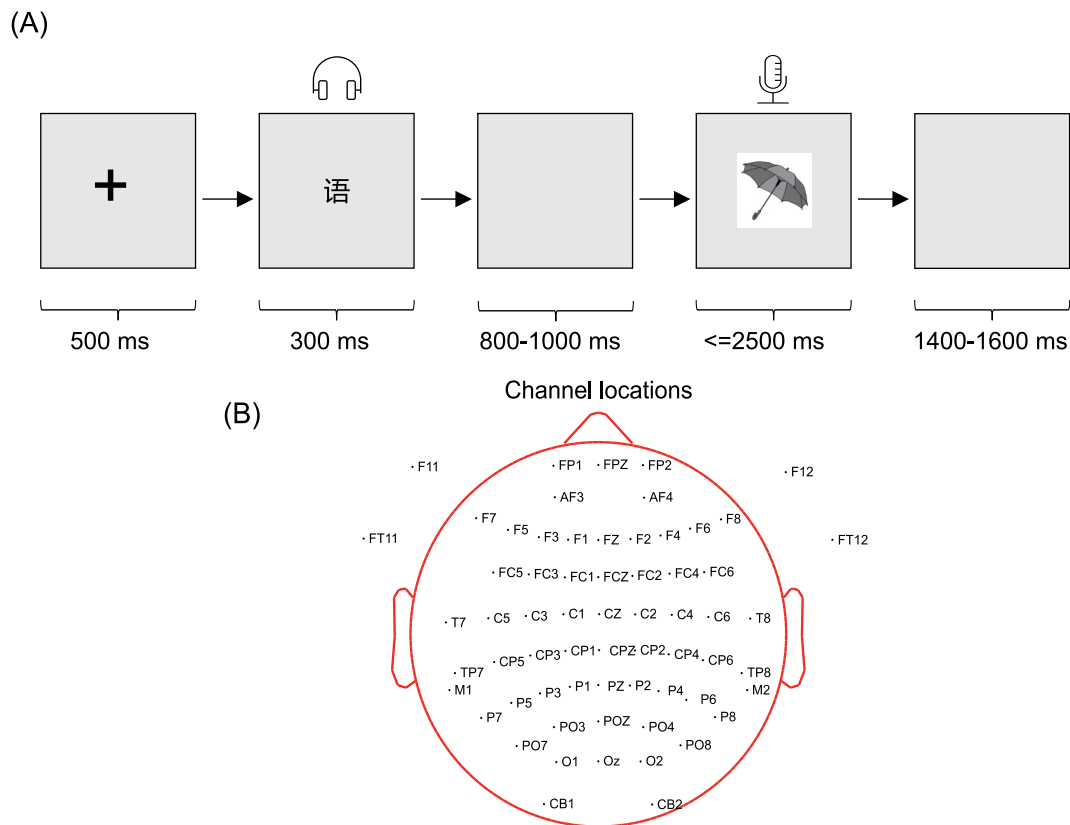 (A)
语
500 ms 300 ms 800-1000 ms <=2500 ms 1400-1600 ms
Channel locations
(B)
FP1 FPZ FP2
F11 F12
AF3 AF4
F7 F5 F3 F1 FZ F2 F4 F6 F8
FT11 FT12
FC5 FC3 FC1 FCZ FC2 FC4 FC6
T7 C5 C3 C1 CZ C2 C4 C6 T8
TP7 CP5 CP3 CP1 CPZ CP2 CP4 CP6 TP8
M1 M2
P7 P5 P3 P1 PZ P2 P4 P6 P8
PO7 PO3 POZ PO4 PO8
O1 Oz O2
CB1 CB2